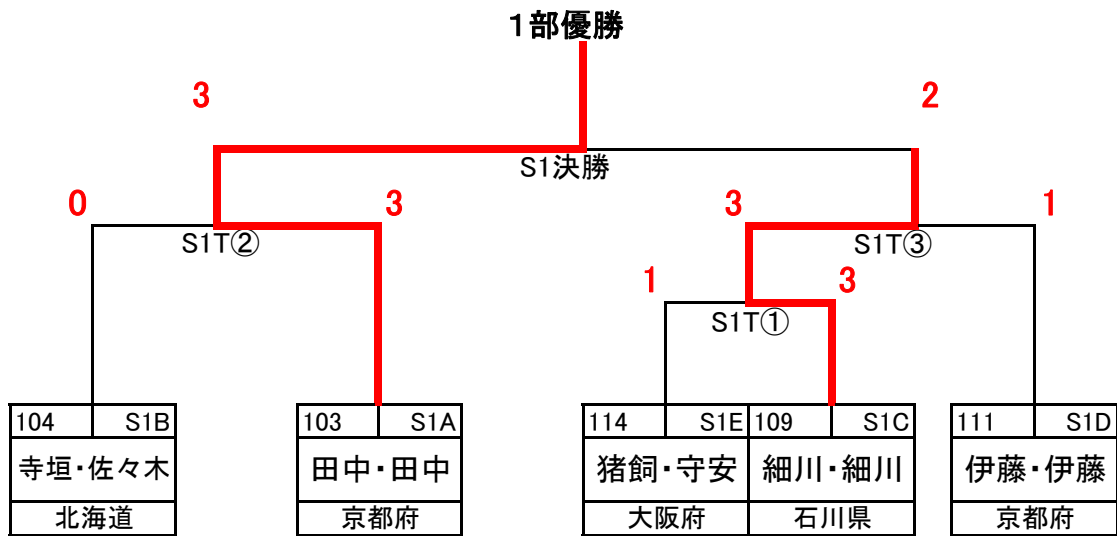 1部優勝
3 2
S1決勝
0 3 3 1
S1T② S1T③
1 3
S1T①
104 S1B 103 S1A 114 S1E 109 S1C 111 S1D
寺垣・佐々木 田中・田中 猪飼・守安 細川・細川 伊藤・伊藤
北海道 京都府 大阪府 石川県 京都府